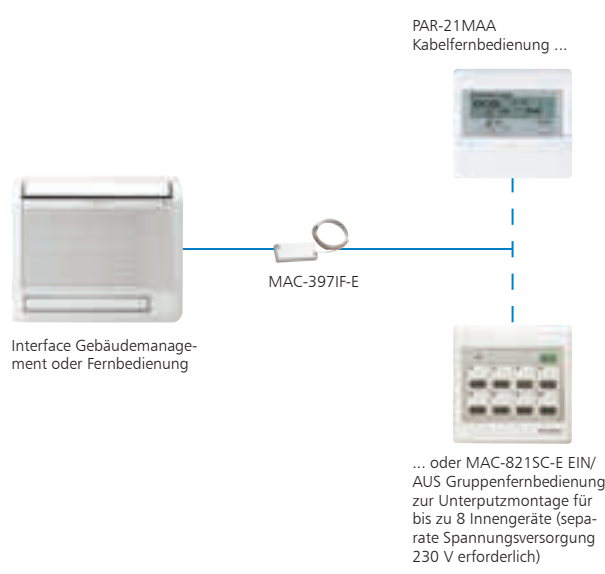 PAR-21MAA
Kabelfernbedienung ...
MAC-397IF-E
Interface Gebäudemanage-
ment oder Fernbedienung
... oder MAC-821SC-E EIN/
AUS Gruppenfernbedienung
zur Unterputzmontage für
bis zu 8 Innengeräte (sepa-
rate Spannungsversorgung
230 V erforderlich)